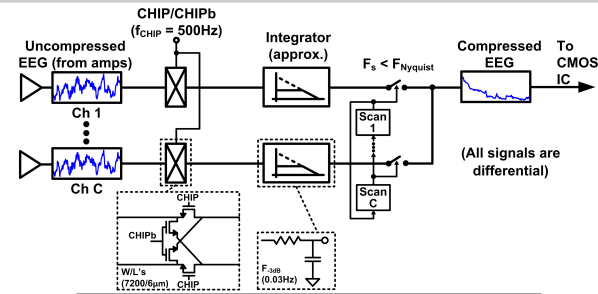 CHIP/CHIPb
(fCHIP = 500Hz)
Uncompressed
EEG (from amps)
Integrator
(approx.)
Fs < FNyquist
Compressed
EEG
To
CMOS
IC
Ch 1
Scan
1
Ch C
Scan
C
(All signals are
differential)
CHIP
CHIPb
W/L's
(7200/6μm)
CHIP
F-3dB
(0.03Hz)